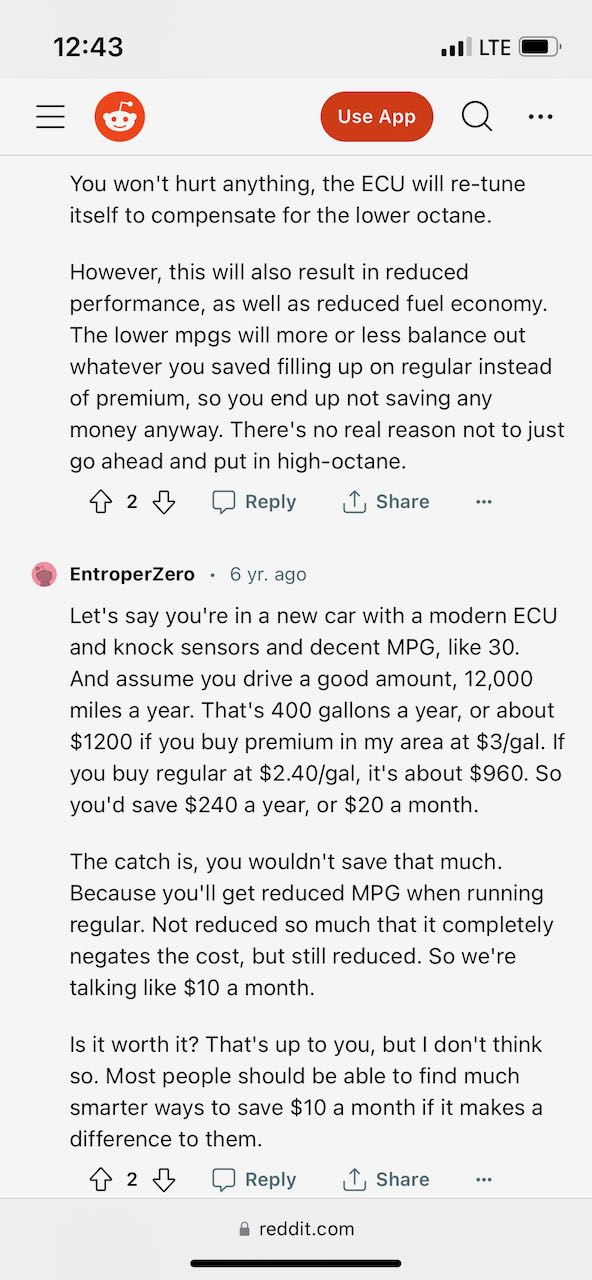 12:43
LTE
Use App
You won't hurt anything, the ECU will re-tune
itself to compensate for the lower octane.
However, this will also result in reduced
performance, as well as reduced fuel economy.
The lower mpgs will more or less balance out
whatever you saved filling up on regular instead
of premium, so you end up not saving any
money anyway. There's no real reason not to just
go ahead and put in high-octane.
2 Reply Share
EntroperZero • 6 yr. ago
Let's say you're in a new car with a modern ECU
and knock sensors and decent MPG, like 30.
And assume you drive a good amount, 12,000
miles a year. That's 400 gallons a year, or about
$1200 if you buy premium in my area at $3/gal. If
you buy regular at $2.40/gal, it's about $960. So
you'd save $240 a year, or $20 a month.
The catch is, you wouldn't save that much.
Because you'll get reduced MPG when running
regular. Not reduced so much that it completely
negates the cost, but still reduced. So we're
talking like $10 a month.
Is it worth it? That's up to you, but I don't think
so. Most people should be able to find much
smarter ways to save $10 a month if it makes a
difference to them.
2 Reply Share
reddit.com